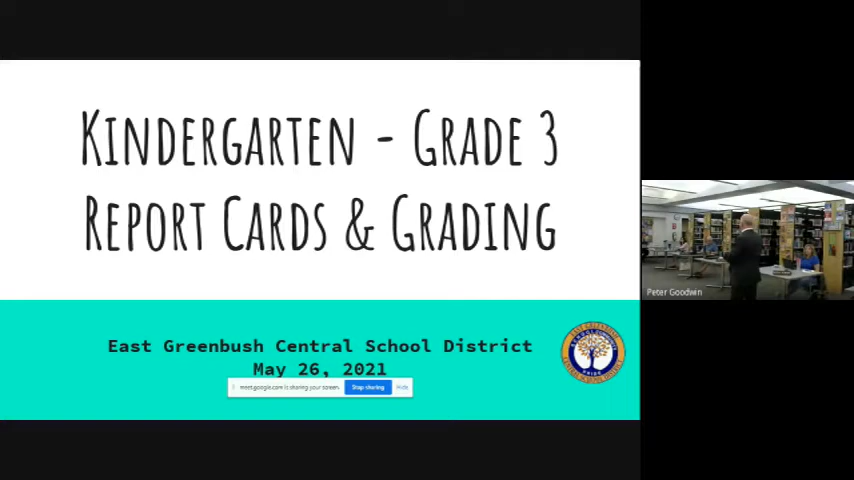 Kindergarten - Grade 3
Report Cards & Grading
East Greenbush Central School District
May 26, 2021
meet.google.com is sharing your screen.
Stop sharing
Hide
Peter Goodwin